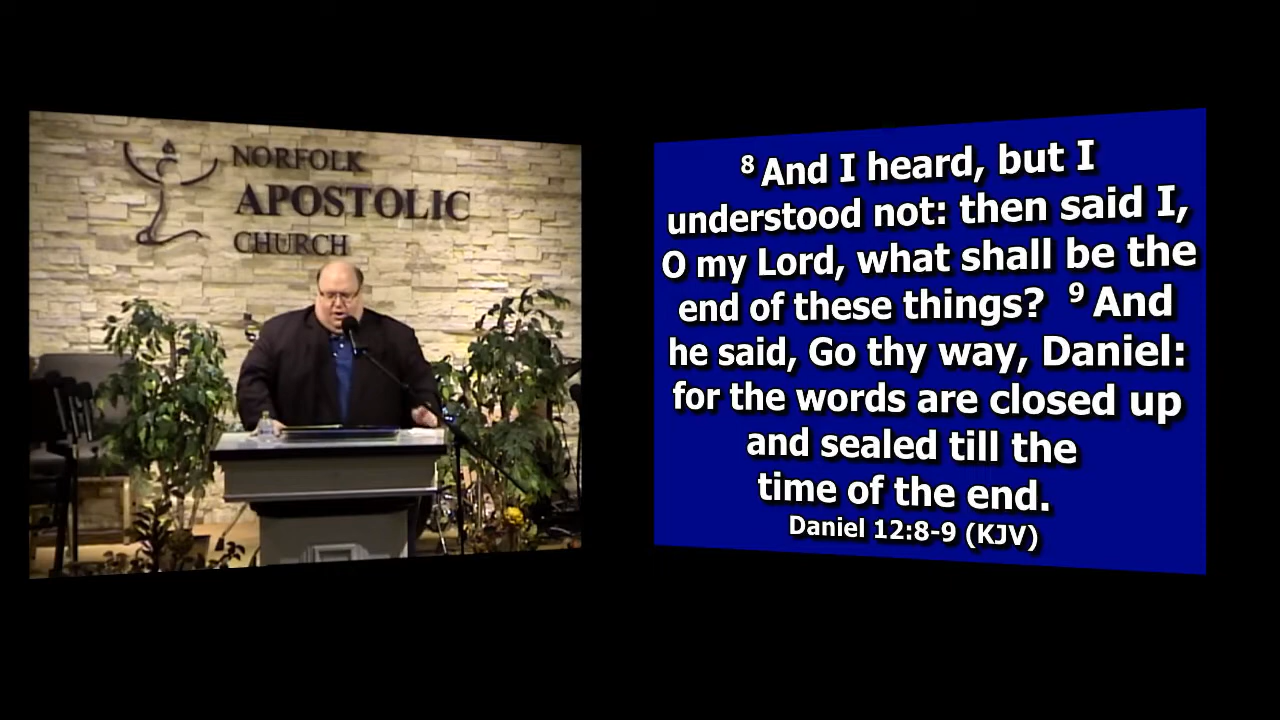 NORFOLK
APOSTOLIC
CHURCH
⁸ And I heard, but I
understood not: then said I,
O my Lord, what shall be the
end of these things? ⁹ And
he said, Go thy way, Daniel:
for the words are closed up
and sealed till the
time of the end.
Daniel 12:8-9 (KJV)